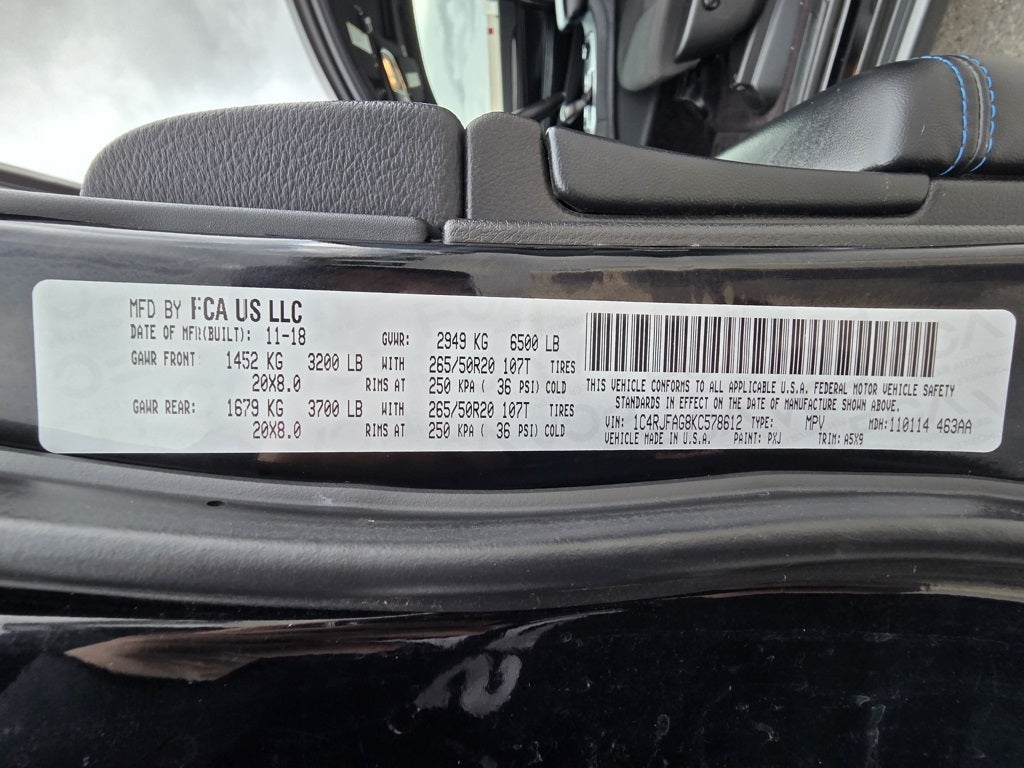 MFD BY FCA US LLC
DATE OF MFR(BUILT): 11-18 GVWR: 2949 KG 6500 LB
GAWR FRONT: 1452 KG 3200 LB WITH 265/50R20 107T TIRES
20X8.0 RIMS AT 250 KPA ( 36 PSI) COLD
GAWR REAR: 1679 KG 3700 LB WITH 265/50R20 107T TIRES
20X8.0 RIMS AT 250 KPA ( 36 PSI) COLD
THIS VEHICLE CONFORMS TO ALL APPLICABLE U.S.A. FEDERAL MOTOR VEHICLE SAFETY
STANDARDS IN EFFECT ON THE DATE OF MANUFACTURE SHOWN ABOVE.
VIN: 1C4RJFAG8KC578612 TYPE: MPV MDH:110114 463AA
VEHICLE MADE IN U.S.A. PAINT: PXJ TRIM: A5X9